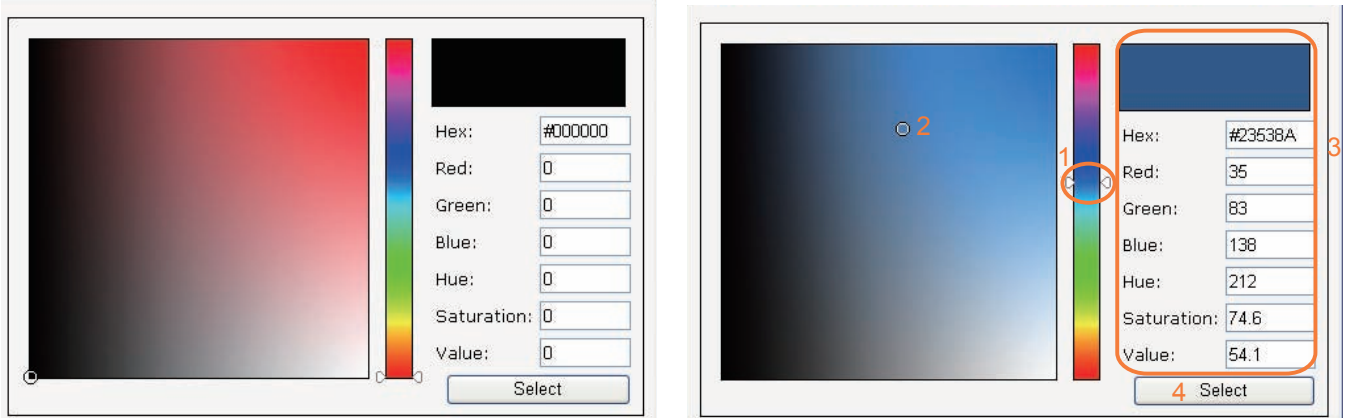 Hex: #000000
Red: 0
Green: 0
Blue: 0
Hue: 0
Saturation: 0
Value: 0
Select
2
1
3
Hex: #23538A
Red: 35
Green: 83
Blue: 138
Hue: 212
Saturation: 74.6
Value: 54.1
4 Select